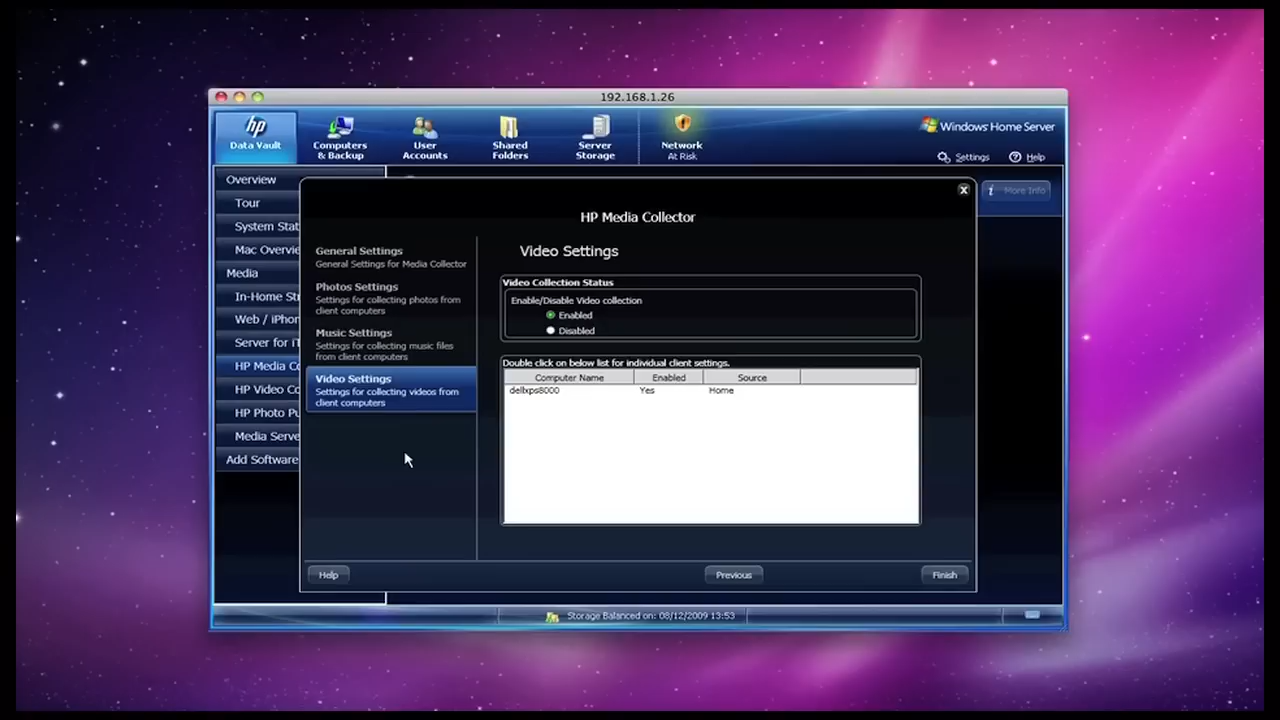 192.168.1.26
hp
Data Vault
Computers
& Backup
User
Accounts
Shared
Folders
Server
Storage
Network
At Risk
Windows Home Server
Settings
Help
Overview
Tour
System Stat
Mac Overvie
Media
In-Home Str
Web / iPhon
Server for iT
HP Media Co
HP Video Co
HP Photo Pu
Media Serve
Add Software
More Info
HP Media Collector
General Settings
General Settings for Media Collector
Photos Settings
Settings for collecting photos from
client computers
Music Settings
Settings for collecting music files
from client computers
Video Settings
Settings for collecting videos from
client computers
Video Settings
Video Collection Status
Enable/Disable Video collection
Enabled
Disabled
Double click on below list for individual client settings.
Computer Name Enabled Source
dellxps8000 Yes Home
Help
Previous
Finish
Storage Balanced on: 08/12/2009 13:53